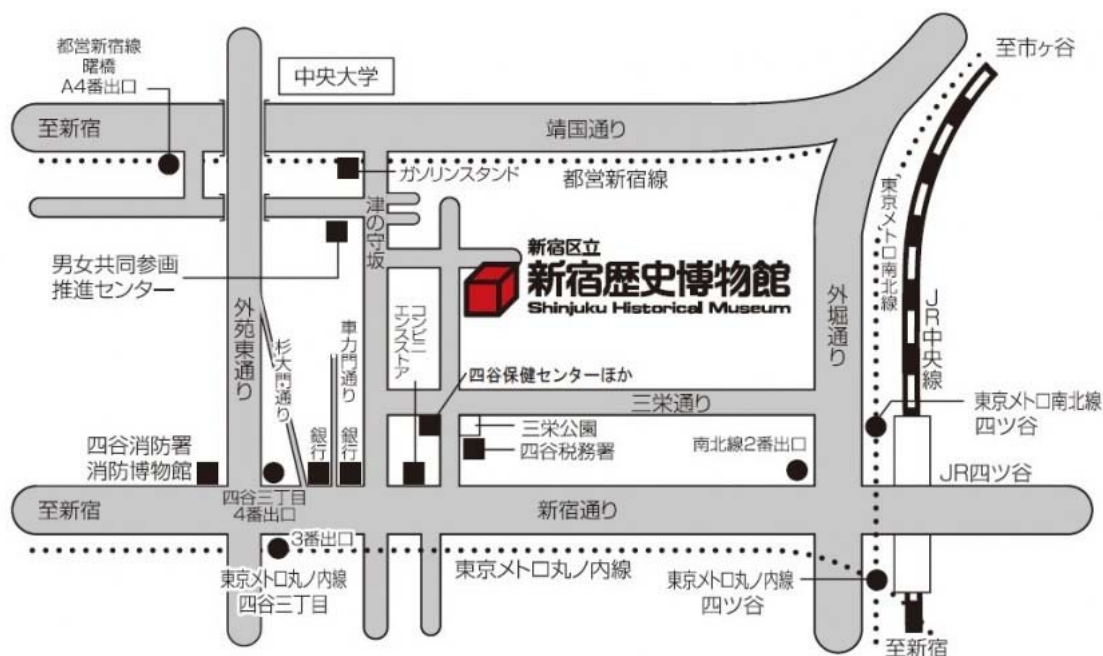 都営新宿線
曙橋
A4番出口
中央大学
至市ヶ谷
至新宿
靖国通り
ガソリンスタンド
都営新宿線
東京メトロ南北線
津の守坂
男女共同参画
推進センター
新宿区立
新宿歴史博物館
Shinjuku Historical Museum
外苑東通り
杉大門通り
車力門通り
コンビニ
エンスストア
外堀通り
JR中央線
四谷保健センターほか
三栄通り
東京メトロ南北線
四ツ谷
三栄公園
四谷税務署
南北線2番出口
四谷消防署
消防博物館
銀行
銀行
JR四ツ谷
四谷三丁目
4番出口
至新宿
新宿通り
3番出口
東京メトロ丸ノ内線
四谷三丁目
東京メトロ丸ノ内線
東京メトロ丸ノ内線
四ツ谷
至新宿